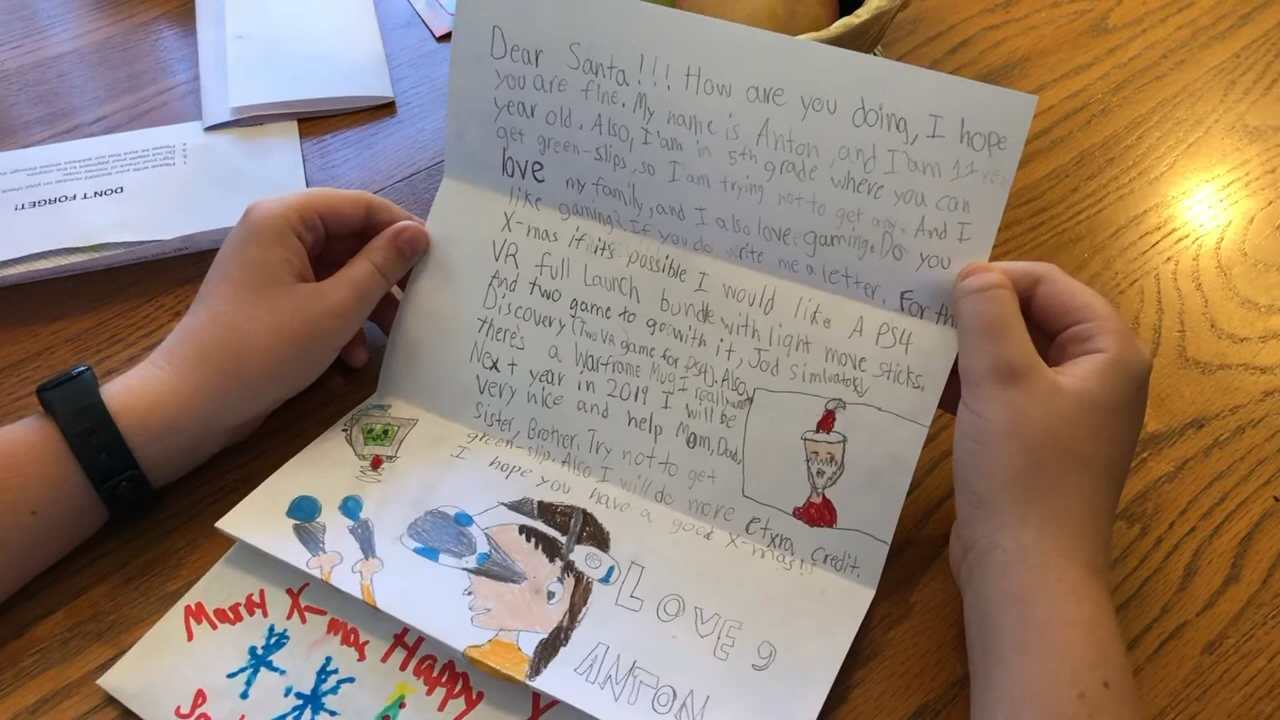 Dear Santa!!! How are you doing, I hope
you are fine. My name is Anton, and I'am 11
year old. Also, I'am in 5th grade where you can
get green-slips, so I am trying not to get any. And I
love my family, and I also love gaming. Do you
like gaming? If you do write me a letter. For th
X-mas if its possible I would like A PS4
VR full Launch bundle with light move sticks.
And two game to go with it, Jod Simluatory
Discovery (Two VR game for PS4). Also,
there's a Warframe Mug I really want
Next year in 2019 I will be
very nice and help Mom, Dad,
Sister, Brother. Try not to get
green-slip. Also I will do more etxra credit.
I hope you have a good X-mas!!
LOVE
ANTON
Marry X-mas Happy
DON'T FORGET!